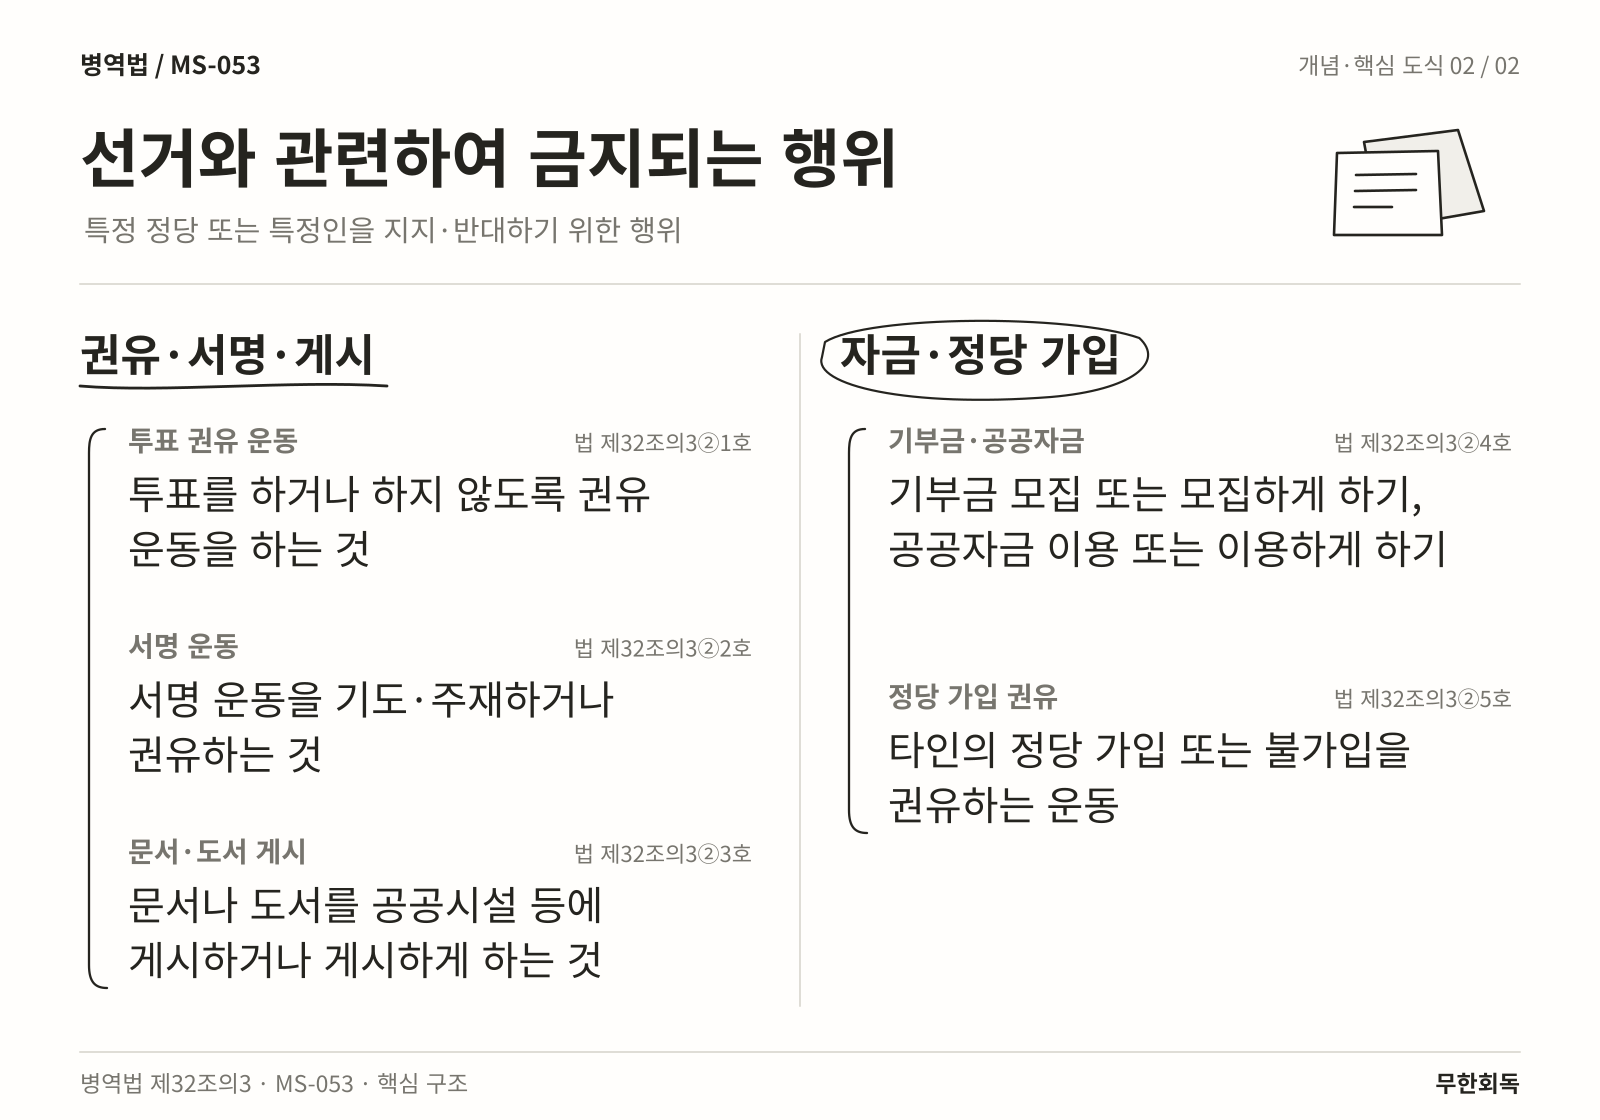 병역법 / MS-053
개념·핵심 도식 02 / 02
선거와 관련하여 금지되는 행위
특정 정당 또는 특정인을 지지·반대하기 위한 행위
권유·서명·게시
투표 권유 운동
법 제32조의3②1호
투표를 하거나 하지 않도록 권유
운동을 하는 것
서명 운동
법 제32조의3②2호
서명 운동을 기도·주재하거나
권유하는 것
문서·도서 게시
법 제32조의3②3호
문서나 도서를 공공시설 등에
게시하거나 게시하게 하는 것
자금·정당 가입
기부금·공공자금
법 제32조의3②4호
기부금 모집 또는 모집하게 하기,
공공자금 이용 또는 이용하게 하기
정당 가입 권유
법 제32조의3②5호
타인의 정당 가입 또는 불가입을
권유하는 운동
병역법 제32조의3 · MS-053 · 핵심 구조
무한회독